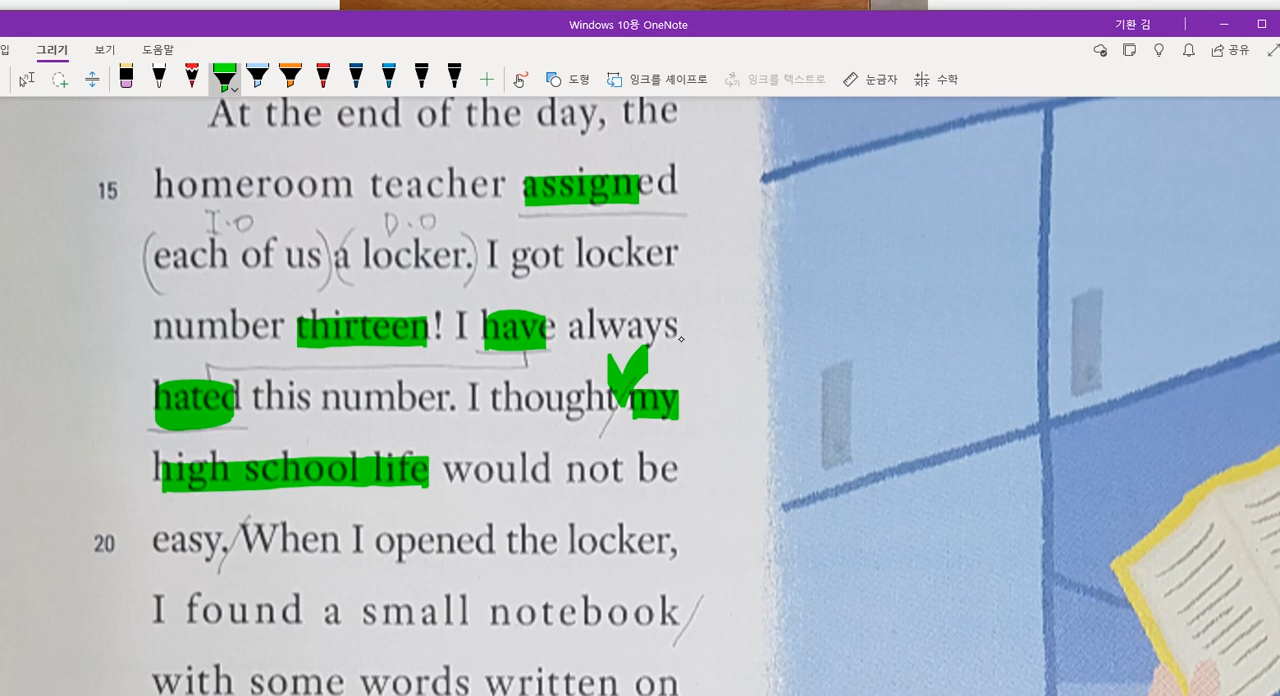 Windows 10용 OneNote
기환 김
입 그리기 보기 도움말
공유
도형 잉크를 셰이프로 잉크를 텍스트로 눈금자 수학
At the end of the day, the
15 homeroom teacher assigned
I·O D·O
(each of us) (a locker.) I got locker
number thirteen! I have always
hated this number. I thought my
high school life would not be
20 easy. When I opened the locker,
I found a small notebook
with some words written on